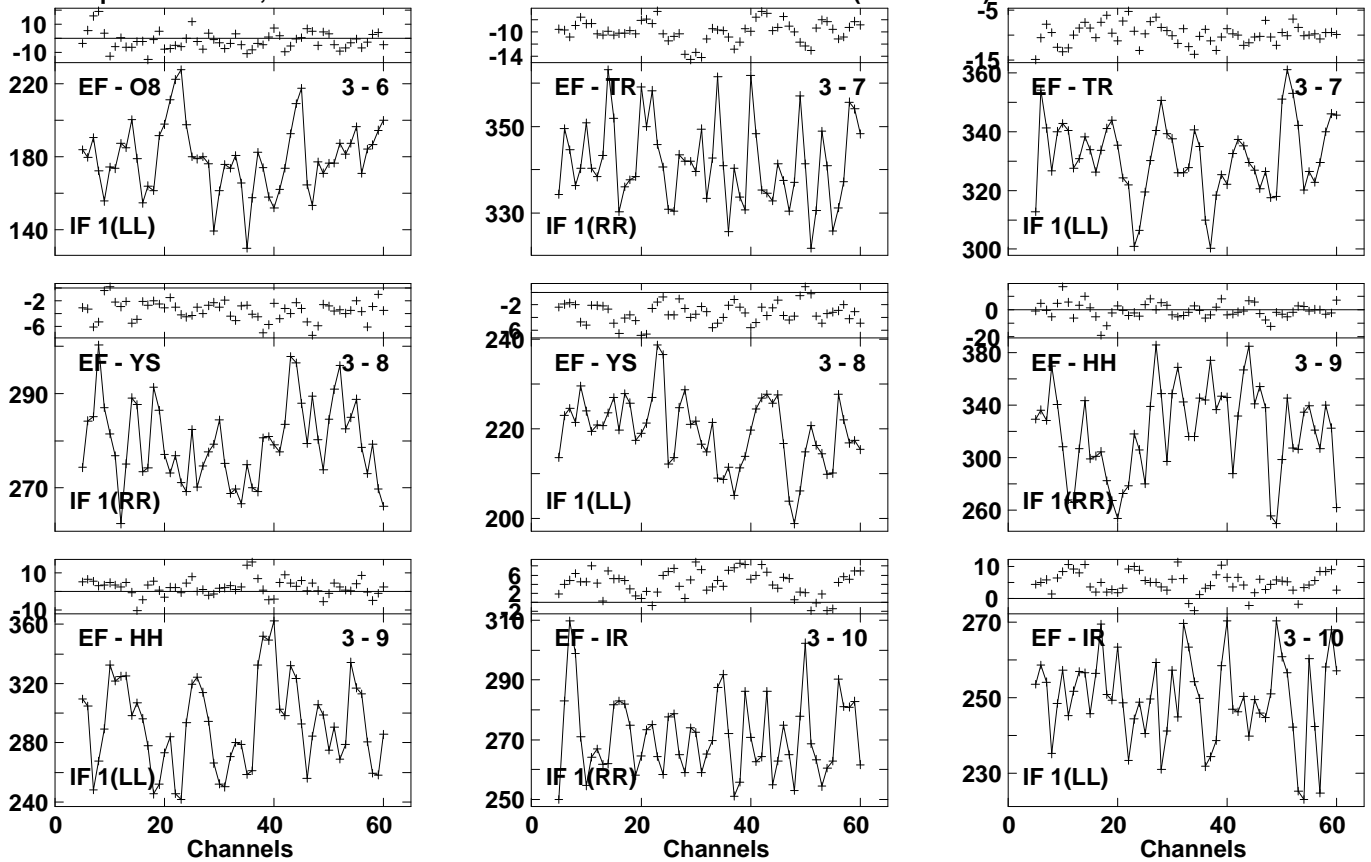 10
-10
220
180
140
EF - O8 3 - 6
IF 1(LL)
-10
-14
350
330
EF - TR 3 - 7
IF 1(RR)
-5
-15
360
340
320
300
EF - TR 3 - 7
IF 1(LL)
-2
-6
290
270
EF - YS 3 - 8
IF 1(RR)
-2
-6
240
220
200
EF - YS 3 - 8
IF 1(LL)
0
-20
380
340
300
260
EF - HH 3 - 9
IF 1(RR)
10
-10
360
320
280
240
EF - HH 3 - 9
IF 1(LL)
6
2
-2
310
290
270
250
EF - IR 3 - 10
IF 1(RR)
10
0
270
250
230
EF - IR 3 - 10
IF 1(LL)
0 20 40 60
Channels
0 20 40 60
Channels
0 20 40 60
Channels